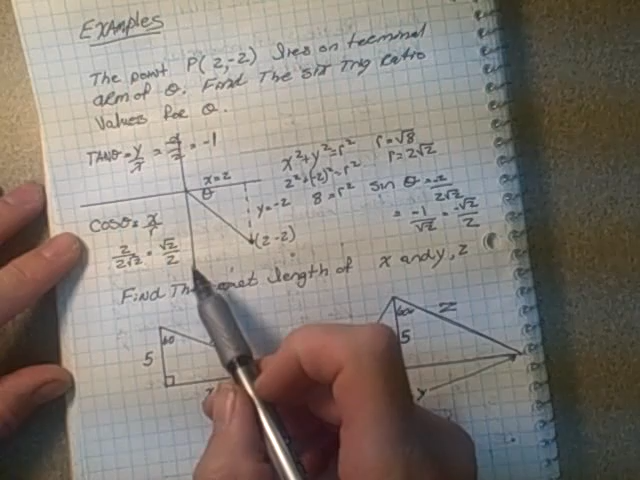 Examples
The point P(2,-2) lies on terminal
arm of θ. Find The six Trig Ratio
Values for θ.
TANθ = y/x = -2/2 = -1
x² + y² = r²
r = √8
2² + (-2)² = r²
r = 2√2
8 = r²
sin θ = -2/2√2
= -1/√2 = -√2/2
x = 2
θ
y = -2
(2 -2)
Cosθ = x/r
2/2√2 = √2/2
Find The exact length of x and y, z
60
5
60
5
z
y